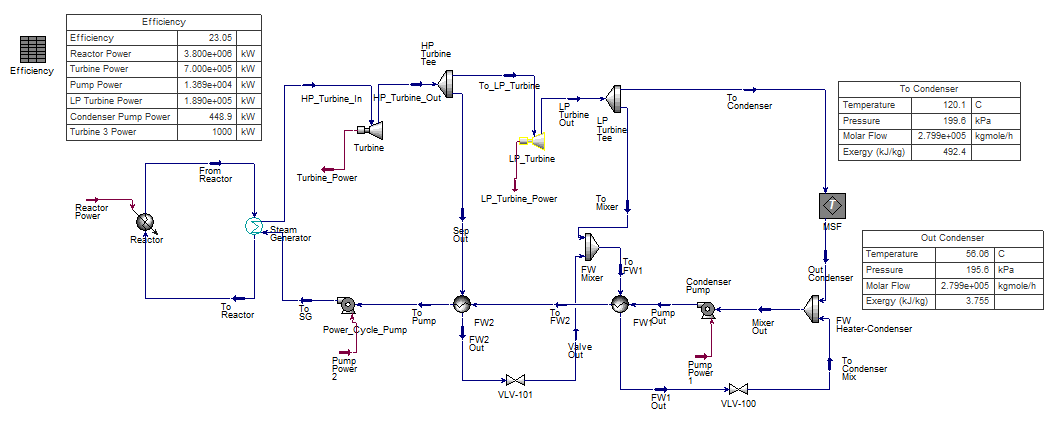 Efficiency
Efficiency
Efficiency 23.05
Reactor Power 3.800e+006 kW
Turbine Power 7.000e+005 kW
Pump Power 1.369e+004 kW
LP Turbine Power 1.890e+005 kW
Condenser Pump Power 448.9 kW
Turbine 3 Power 1000 kW
HP
Turbine
Tee
HP_Turbine_In
HP_Turbine_Out
To_LP_Turbine
Turbine
Turbine_Power
LP
Turbine
Out
LP
Turbine
Tee
LP_Turbine
LP_Turbine_Power
To
Condenser
To Condenser
Temperature 120.1 C
Pressure 199.6 kPa
Molar Flow 2.799e+005 kgmole/h
Exergy (kJ/kg) 492.4
From
Reactor
Reactor
Power
Reactor
Steam
Generator
Sep
Out
To
Mixer
MSF
Out Condenser
Temperature 56.06 C
Pressure 195.6 kPa
Molar Flow 2.799e+005 kgmole/h
Exergy (kJ/kg) 3.755
FW
Mixer
To
FW1
Out
Condenser
Condenser
Pump
To
Reactor
To
SG
Power_Cycle_Pump
To
Pump
FW2
To
FW2
FW1
Pump
Out
Mixer
Out
FW
Heater-Condenser
FW2
Out
Valve
Out
Pump
Power
2
Pump
Power
1
To
Condenser
Mix
VLV-101
FW1
Out
VLV-100